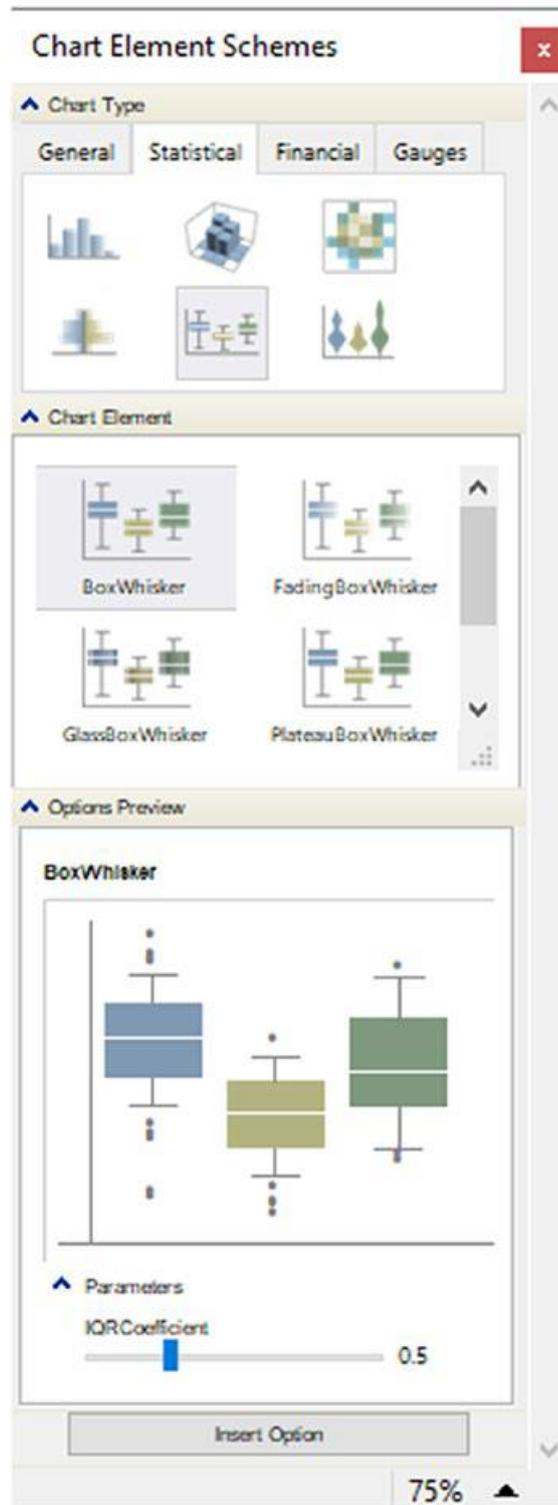 Chart Element Schemes
x
Chart Type
General Statistical Financial Gauges
Chart Element
BoxWhisker FadingBoxWhisker
GlassBoxWhisker PlateauBoxWhisker
Options Preview
BoxWhisker
Parameters
IQRCoefficient
0.5
Insert Option
75%